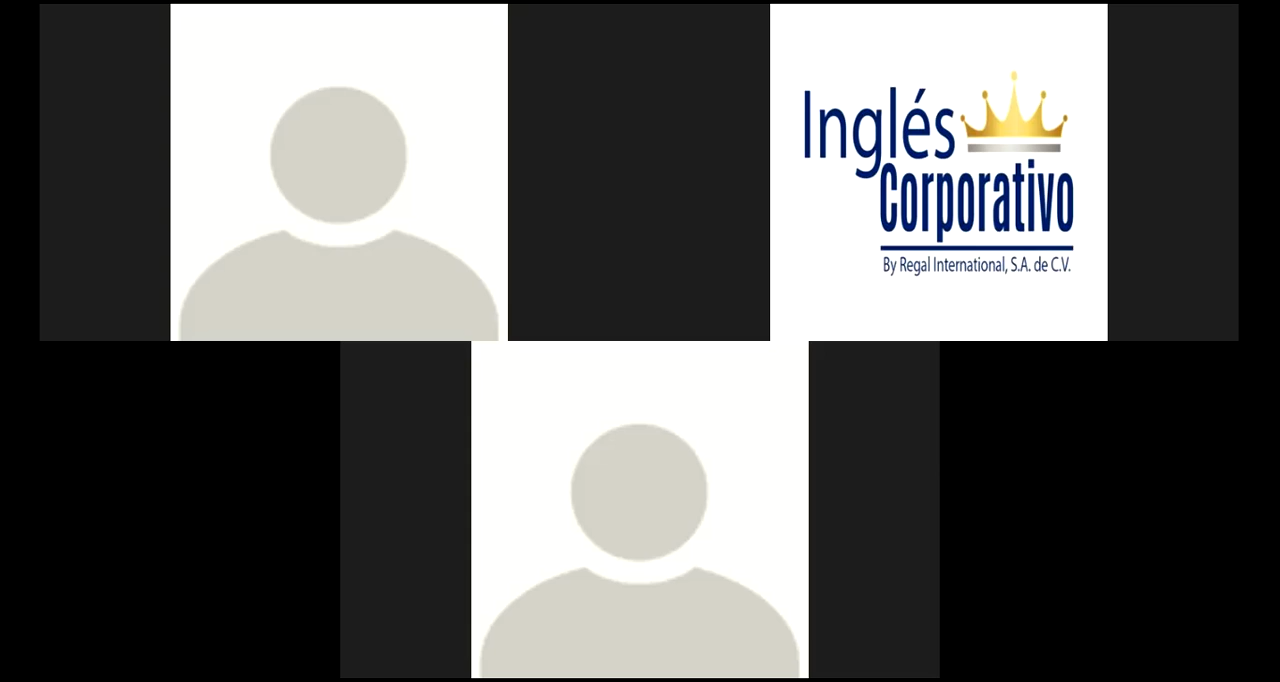 Inglés
Corporativo
By Regal International, S.A. de C.V.